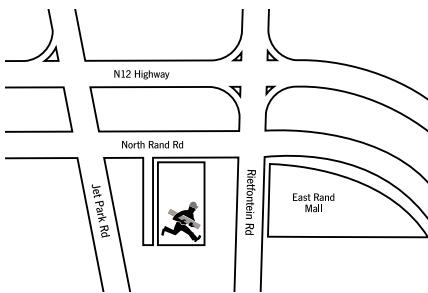 N12 Highway
North Rand Rd
Jet Park Rd
Rietfontein Rd
East Rand
Mall